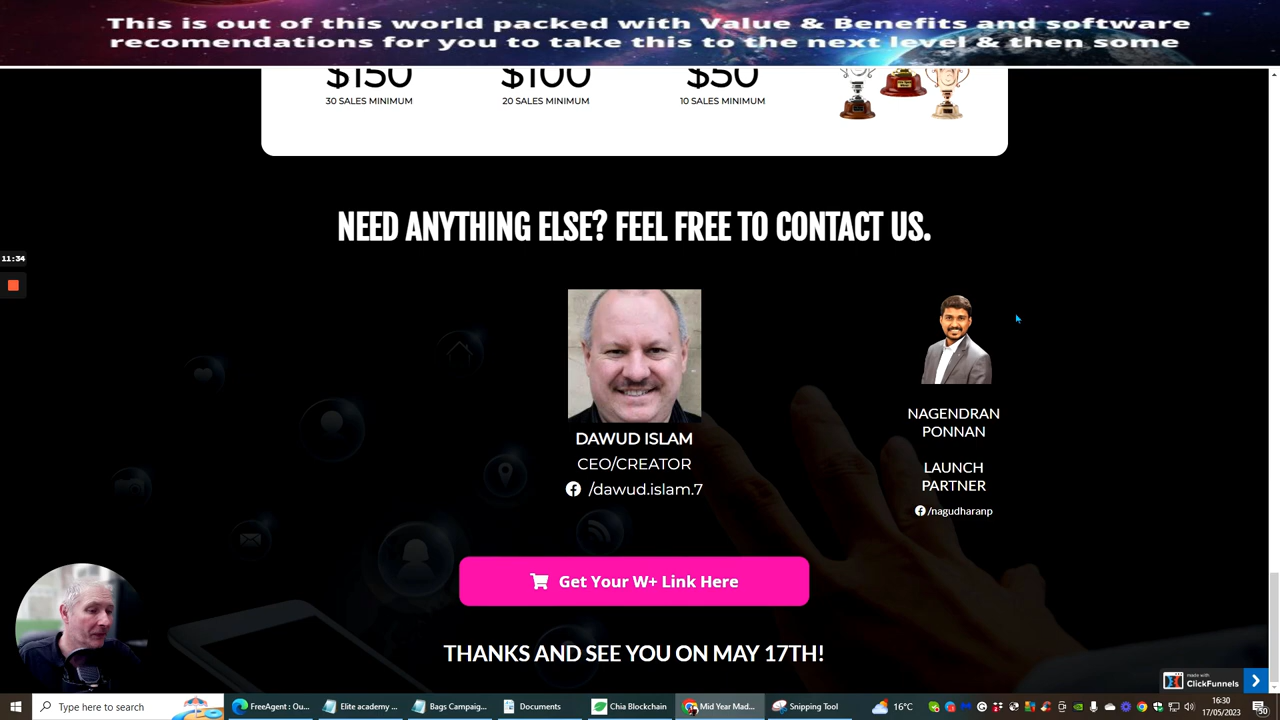 This is out of this world packed with Value & Benefits and software
recomendations for you to take this to the next level & then some
$150
$100
$50
30 SALES MINIMUM
20 SALES MINIMUM
10 SALES MINIMUM
NEED ANYTHING ELSE? FEEL FREE TO CONTACT US.
11:34
DAWUD ISLAM
CEO/CREATOR
/dawud.islam.7
NAGENDRAN
PONNAN
LAUNCH
PARTNER
/nagudharanp
Get Your W+ Link Here
THANKS AND SEE YOU ON MAY 17TH!
made with
ClickFunnels
Type here to search
FreeAgent : Ou...
Elite academy ...
Bags Campaig...
Documents
Chia Blockchain
Mid Year Mad...
Snipping Tool
16°C
16:30
17/05/2023